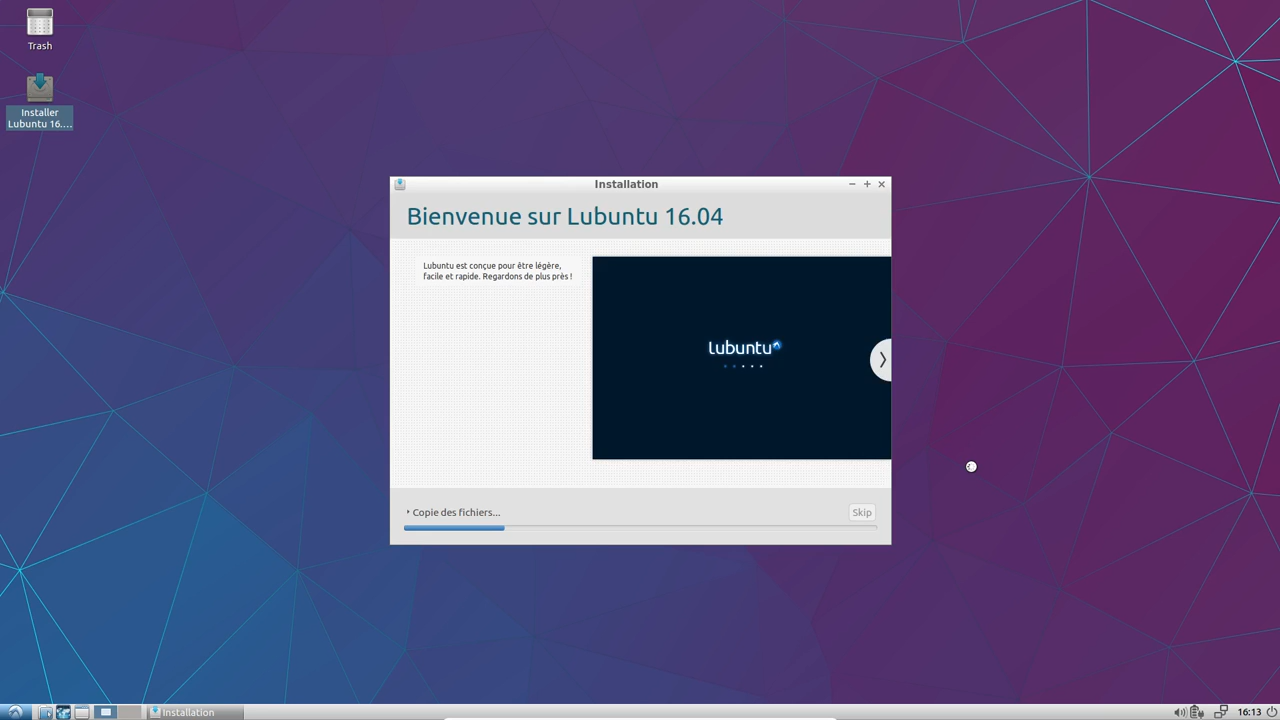 Trash
Installer
Lubuntu 16....
Installation
Bienvenue sur Lubuntu 16.04
Lubuntu est conçue pour être légère,
facile et rapide. Regardons de plus près !
lubuntu
Copie des fichiers...
Skip
Installation
16:13